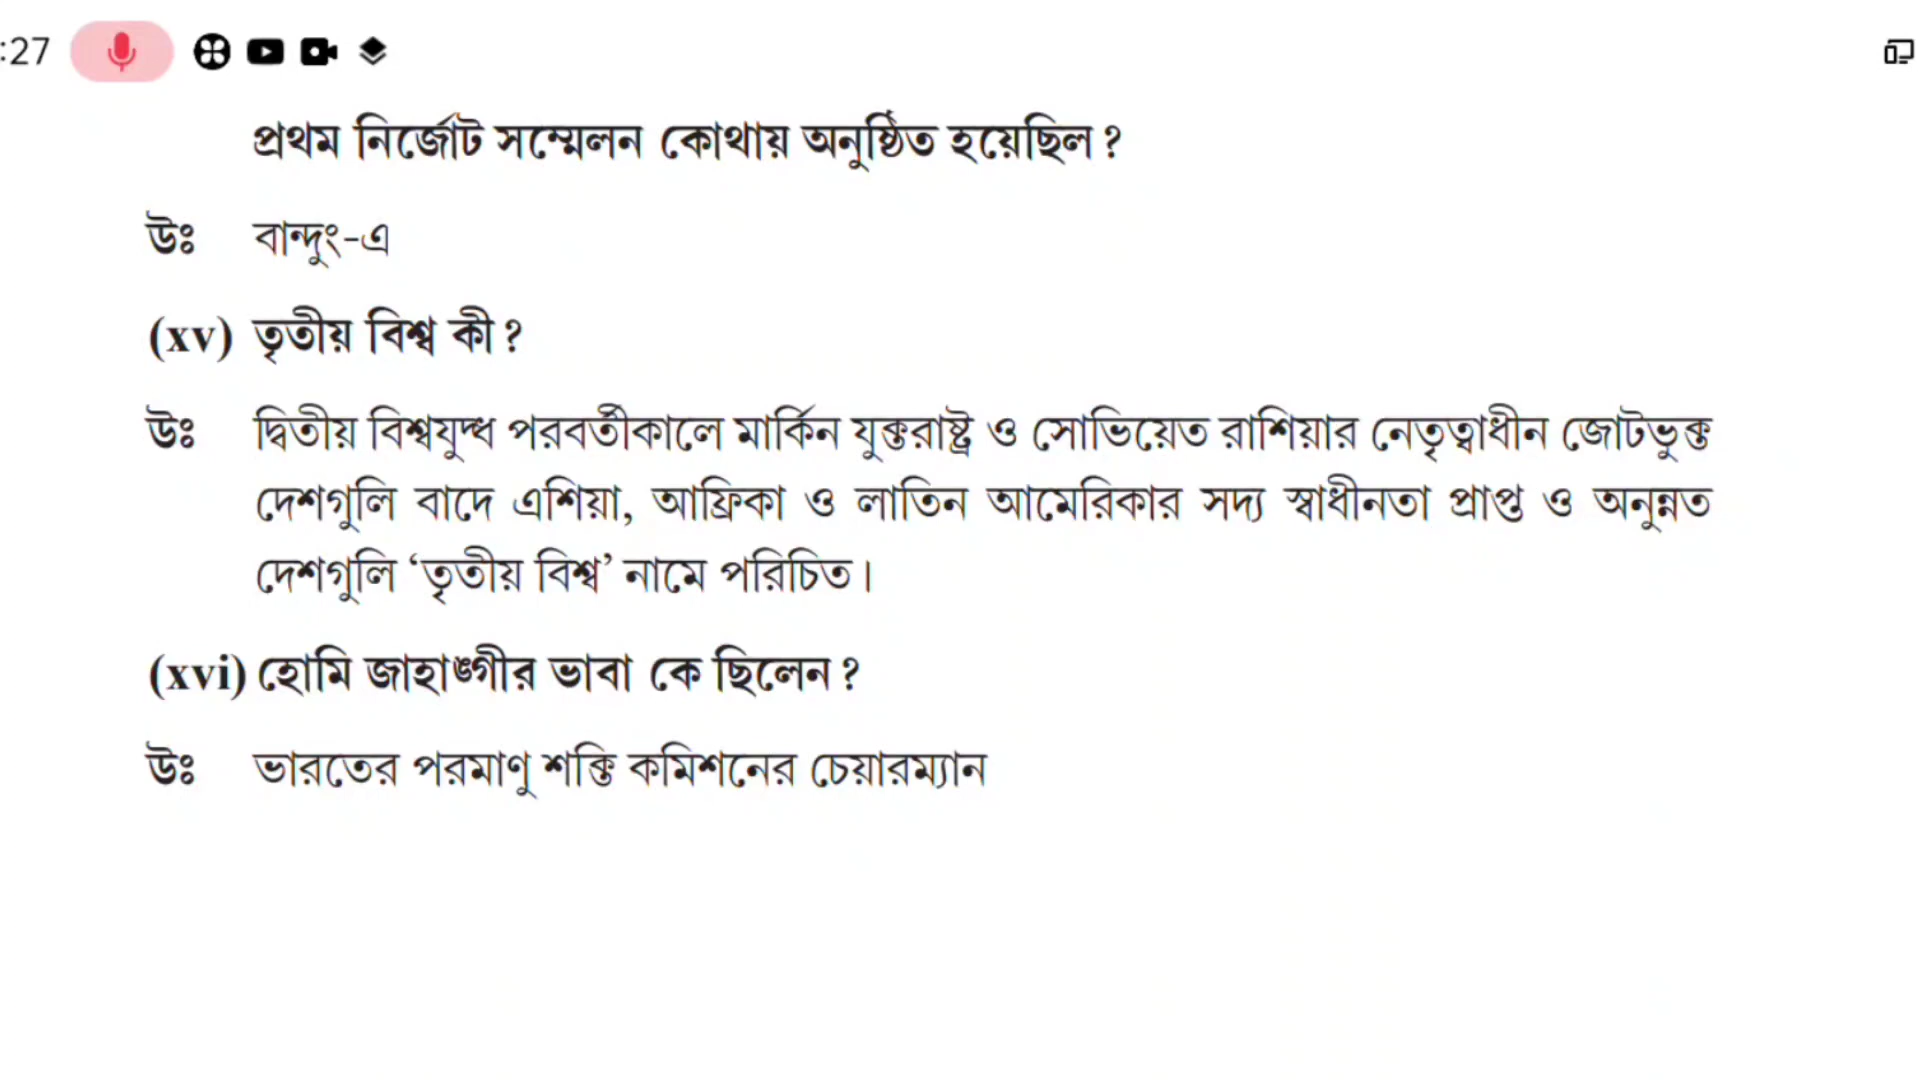 :27
প্রথম নির্জোট সম্মেলন কোথায় অনুষ্ঠিত হয়েছিল?
উঃ বান্দুং-এ
(xv) তৃতীয় বিশ্ব কী?
উঃ দ্বিতীয় বিশ্বযুদ্ধ পরবর্তীকালে মার্কিন যুক্তরাষ্ট্র ও সোভিয়েত রাশিয়ার নেতৃত্বাধীন জোটভুক্ত
দেশগুলি বাদে এশিয়া, আফ্রিকা ও লাতিন আমেরিকার সদ্য স্বাধীনতা প্রাপ্ত ও অনুন্নত
দেশগুলি ‘তৃতীয় বিশ্ব’ নামে পরিচিত।
(xvi) হোমি জাহাঙ্গীর ভাবা কে ছিলেন?
উঃ ভারতের পরমাণু শক্তি কমিশনের চেয়ারম্যান